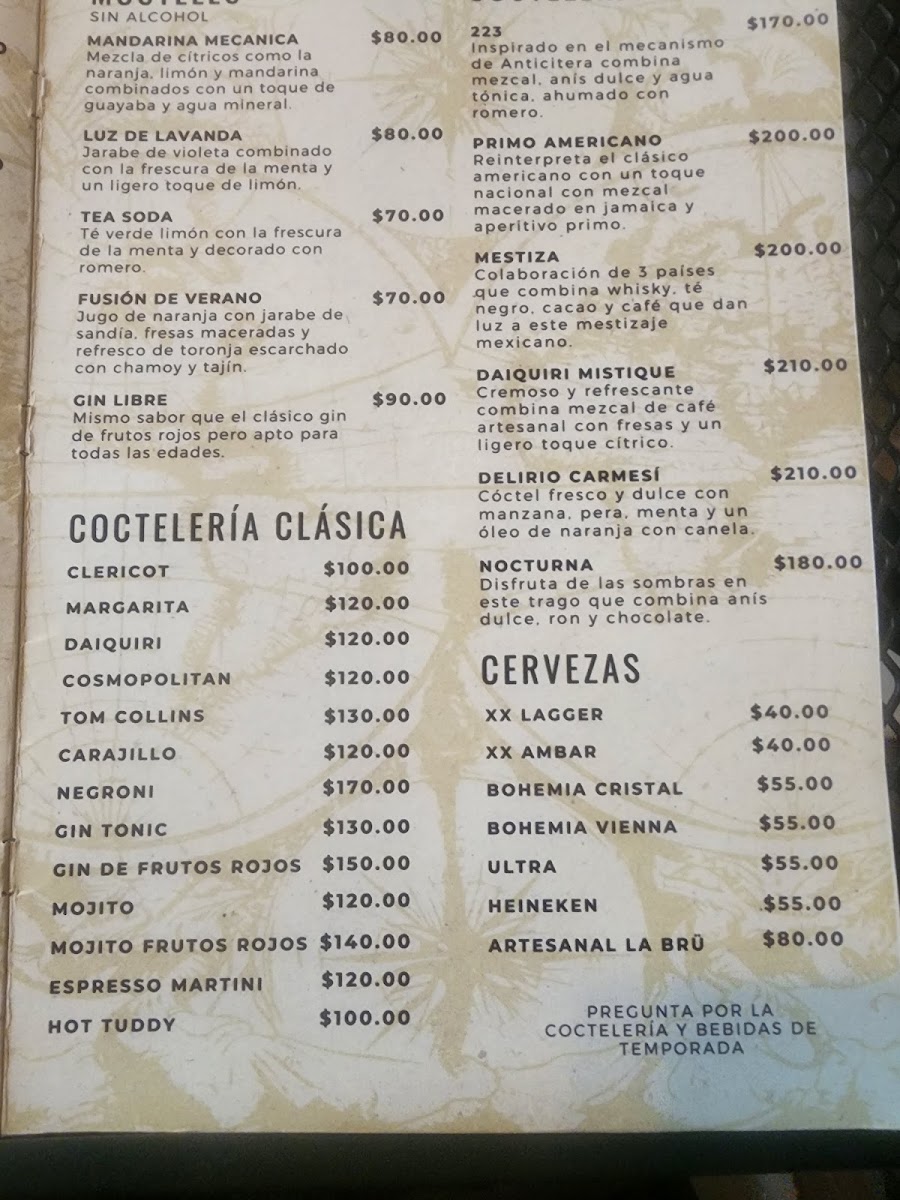 SIN ALCOHOL
MANDARINA MECANICA $80.00
Mezcla de cítricos como la
naranja, limón y mandarina
combinados con un toque de
guayaba y agua mineral.
LUZ DE LAVANDA $80.00
Jarabe de violeta combinado
con la frescura de la menta y
un ligero toque de limón.
TEA SODA $70.00
Té verde limón con la frescura
de la menta y decorado con
romero.
FUSIÓN DE VERANO $70.00
Jugo de naranja con jarabe de
sandía, fresas maceradas y
refresco de toronja escarchado
con chamoy y tajín.
GIN LIBRE $90.00
Mismo sabor que el clásico gin
de frutos rojos pero apto para
todas las edades.
COCTELERÍA CLÁSICA
CLERICOT $100.00
MARGARITA $120.00
DAIQUIRI $120.00
COSMOPOLITAN $120.00
TOM COLLINS $130.00
CARAJILLO $120.00
NEGRONI $170.00
GIN TONIC $130.00
GIN DE FRUTOS ROJOS $150.00
MOJITO $120.00
MOJITO FRUTOS ROJOS $140.00
ESPRESSO MARTINI $120.00
HOT TUDDY $100.00
223 $170.00
Inspirado en el mecanismo
de Anticitera combina
mezcal, anís dulce y agua
tónica, ahumado con
romero.
PRIMO AMERICANO $200.00
Reinterpreta el clásico
americano con un toque
nacional con mezcal
macerado en jamaica y
aperitivo primo.
MESTIZA $200.00
Colaboración de 3 países
que combina whisky, té
negro, cacao y café que dan
luz a este mestizaje
mexicano.
DAIQUIRI MISTIQUE $210.00
Cremoso y refrescante
combina mezcal de café
artesanal con fresas y un
ligero toque cítrico.
DELIRIO CARMESÍ $210.00
Cóctel fresco y dulce con
manzana, pera, menta y un
óleo de naranja con canela.
NOCTURNA $180.00
Disfruta de las sombras en
este trago que combina anís
dulce, ron y chocolate.
CERVEZAS
XX LAGGER $40.00
XX AMBAR $40.00
BOHEMIA CRISTAL $55.00
BOHEMIA VIENNA $55.00
ULTRA $55.00
HEINEKEN $55.00
ARTESANAL LA BRÜ $80.00
PREGUNTA POR LA
COCTELERÍA Y BEBIDAS DE
TEMPORADA